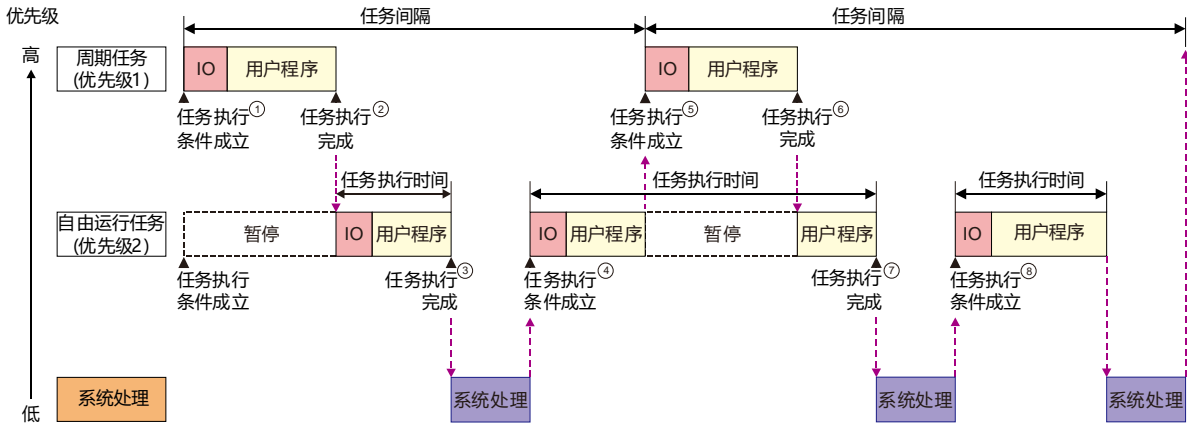 优先级
任务间隔
任务间隔
高
周期任务
(优先级1)
IO
用户程序
IO
用户程序
任务执行①
条件成立
任务执行②
完成
任务执行⑤
条件成立
任务执行⑥
完成
任务执行时间
任务执行时间
任务执行时间
自由运行任务
(优先级2)
暂停
IO
用户程序
IO
用户程序
暂停
用户程序
IO
用户程序
任务执行
条件成立
任务执行③
完成
任务执行④
条件成立
任务执行⑦
完成
任务执行⑧
条件成立
系统处理
系统处理
系统处理
系统处理
低